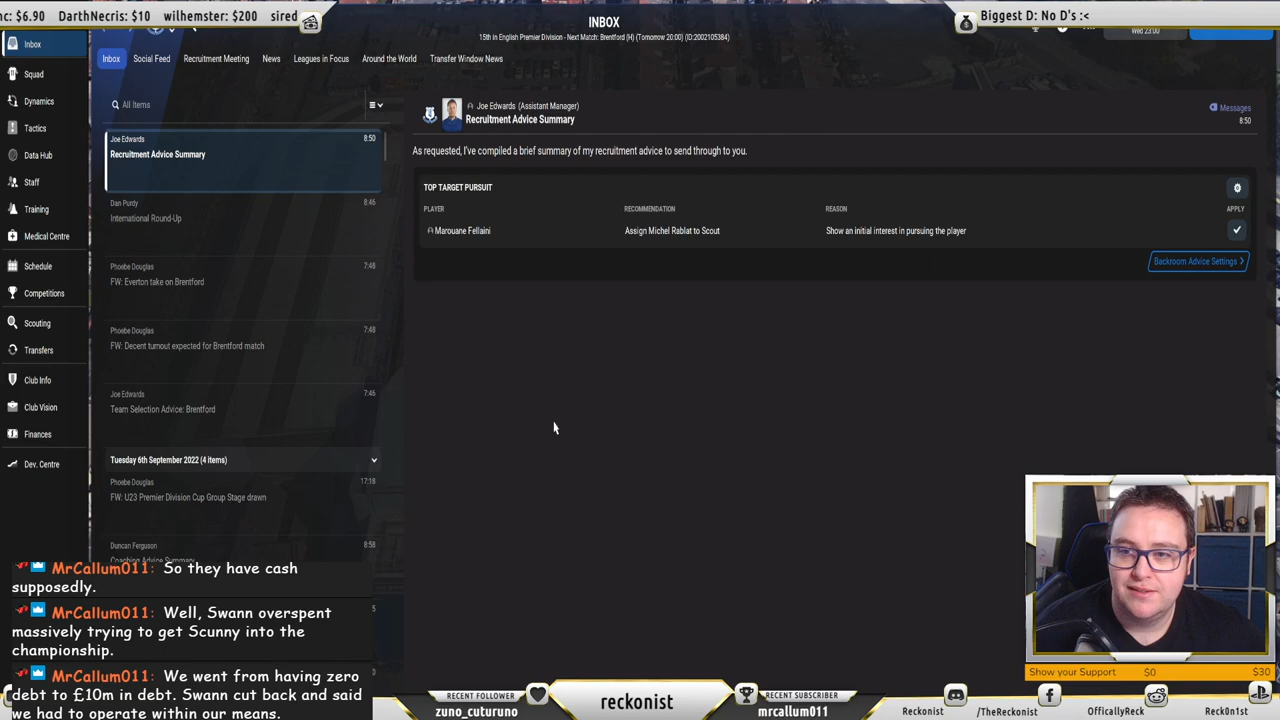 nc: $6.90 DarthNecris: $10 wilhemster: $200 sired
INBOX
Biggest D: No D's :<
15th in English Premier Division - Next Match: Brentford (H) (Tomorrow 20:00) (ID:2002105384)
Wed 23:00
Inbox
Squad
Dynamics
Tactics
Data Hub
Staff
Training
Medical Centre
Schedule
Competitions
Scouting
Transfers
Club Info
Club Vision
Finances
Dev. Centre
Inbox Social Feed Recruitment Meeting News Leagues in Focus Around the World Transfer Window News
All Items
Joe Edwards 8:50
Recruitment Advice Summary
Dan Purdy 8:46
International Round-Up
Phoebe Douglas 7:48
FW: Everton take on Brentford
Phoebe Douglas 7:48
FW: Decent turnout expected for Brentford match
Joe Edwards 7:46
Team Selection Advice: Brentford
Tuesday 6th September 2022 (4 items)
Phoebe Douglas 17:18
FW: U23 Premier Division Cup Group Stage drawn
Duncan Ferguson 8:58
Coaching Advice Summary
Joe Edwards (Assistant Manager)
Recruitment Advice Summary
Messages
8:50
As requested, I've compiled a brief summary of my recruitment advice to send through to you.
TOP TARGET PURSUIT
PLAYER RECOMMENDATION REASON APPLY
Marouane Fellaini Assign Michel Rablat to Scout Show an initial interest in pursuing the player
Backroom Advice Settings
MrCallum011: So they have cash
supposedly.
MrCallum011: Well, Swann overspent
massively trying to get Scunny into the
championship.
MrCallum011: We went from having zero
debt to £10m in debt. Swann cut back and said
we had to operate within our means.
RECENT FOLLOWER
zuno_cuturuno
reckonist
RECENT SUBSCRIBER
mrcallum011
Show your Support $0 $30
Reckonist /TheReckonist OfficallyReck Reck0n1st